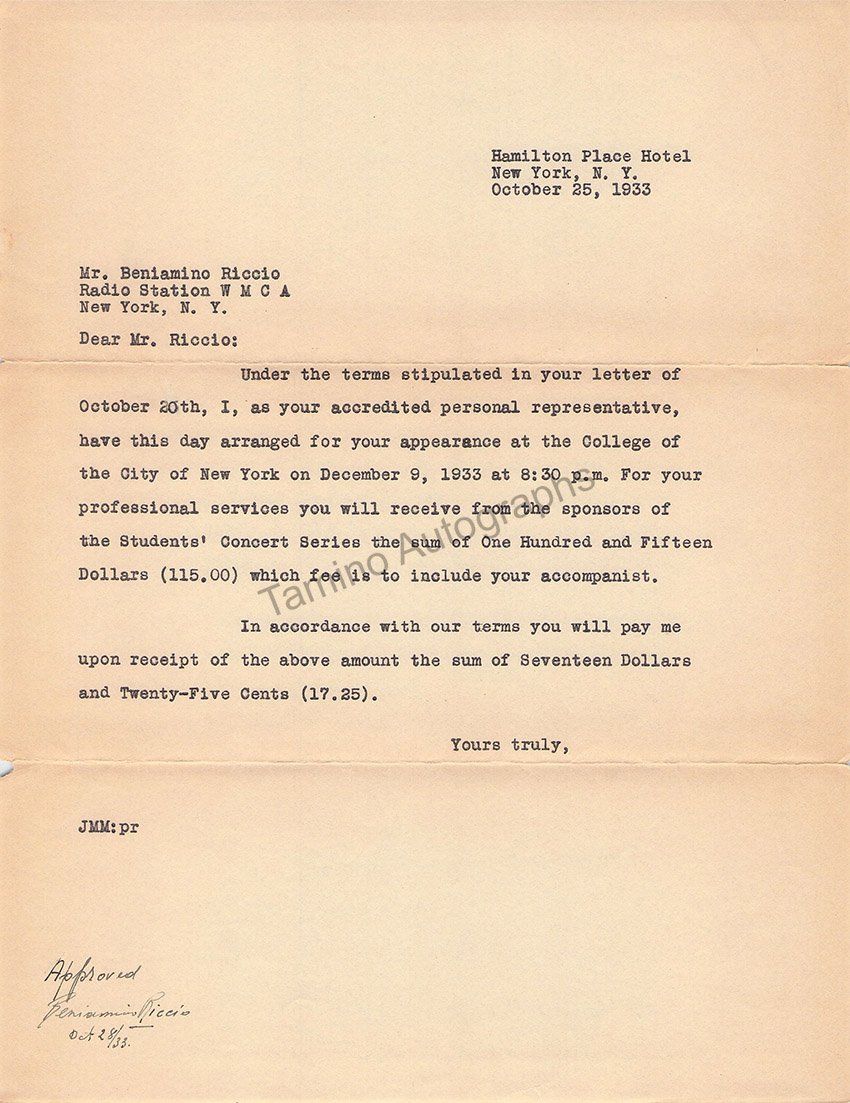 Hamilton Place Hotel
New York, N. Y.
October 25, 1933
Mr. Beniamino Riccio
Radio Station W M C A
New York, N. Y.
Dear Mr. Riccio:
Under the terms stipulated in your letter of
October 20th, I, as your accredited personal representative,
have this day arranged for your appearance at the College of
the City of New York on December 9, 1933 at 8:30 p.m. For your
professional services you will receive from the sponsors of
the Students' Concert Series the sum of One Hundred and Fifteen
Dollars (115.00) which fee is to include your accompanist.
In accordance with our terms you will pay me
upon receipt of the above amount the sum of Seventeen Dollars
and Twenty-Five Cents (17.25).
Yours truly,
JMM:pr
Approved
Beniamino Riccio
Oct 28/33.
Tamino Autographs